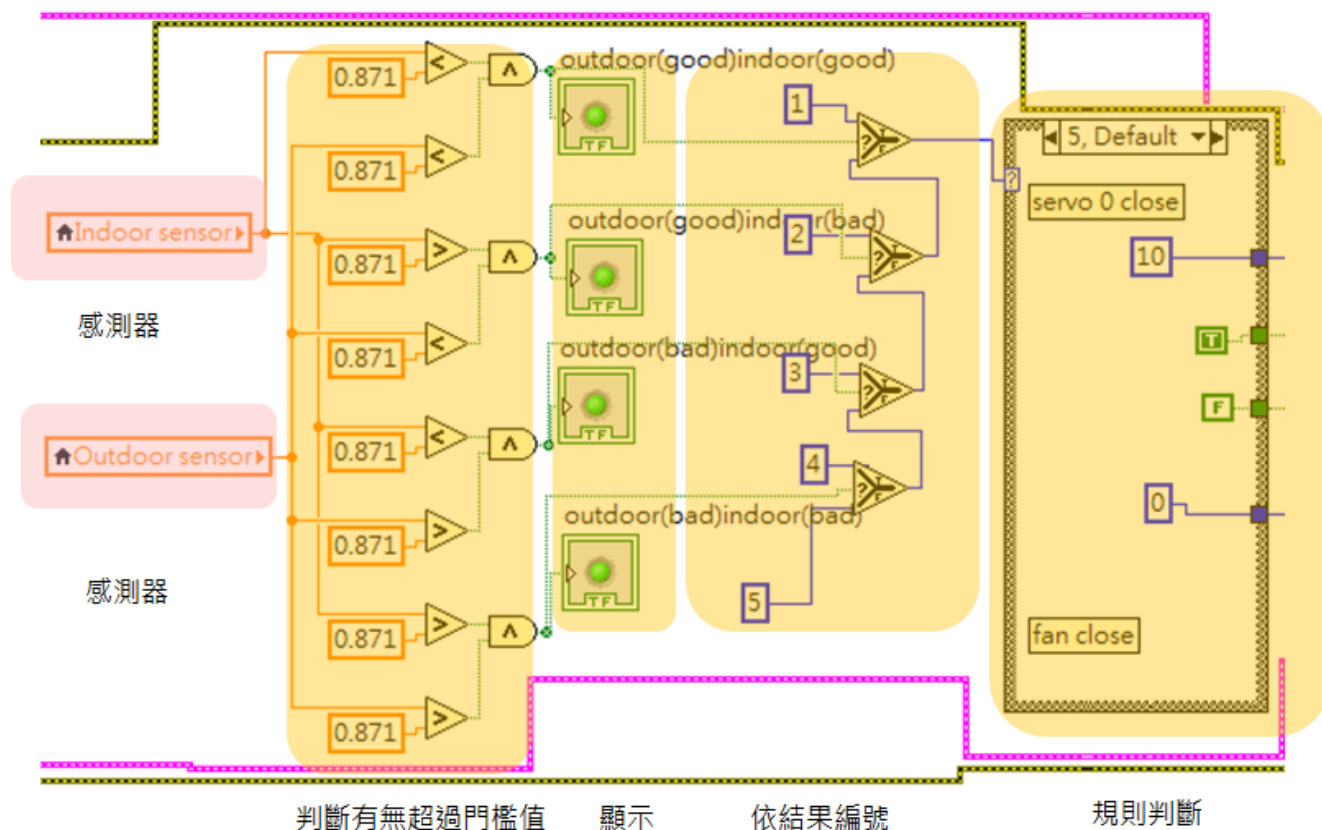 0.871
<
∧
outdoor(good)indoor(good)
TF
1
? T F
5, Default
0.871
<
?
servo 0 close
Indoor sensor
0.871
>
∧
outdoor(good)indoor(bad)
TF
2
? T F
10
感測器
0.871
<
T
outdoor(bad)indoor(good)
TF
3
? T F
F
Outdoor sensor
0.871
<
∧
4
? T F
0
0.871
>
outdoor(bad)indoor(bad)
TF
感測器
5
0.871
>
∧
fan close
0.871
>
判斷有無超過門檻值
顯示
依結果編號
規則判斷